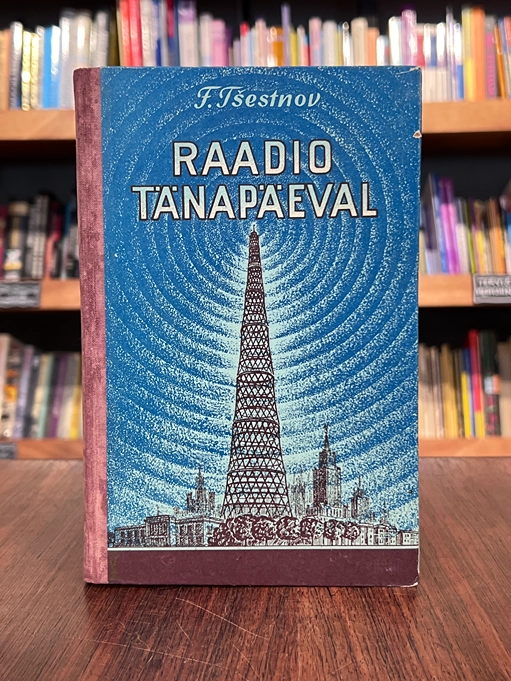 F. Tšestnov
RAADIO
TÄNAPÄEVAL